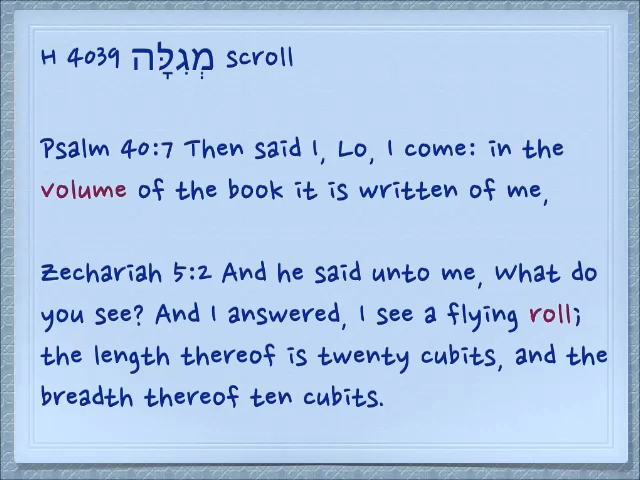 H 4039 מְגִלָּה scroll
Psalm 40:7 Then said I, Lo, I come: in the
volume of the book it is written of me,
Zechariah 5:2 And he said unto me, What do
you see? And I answered, I see a flying roll;
the length thereof is twenty cubits, and the
breadth thereof ten cubits.